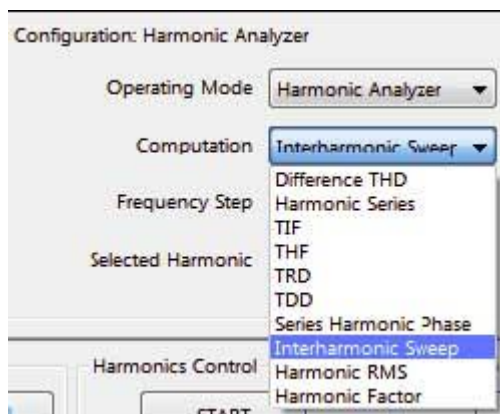 Configuration: Harmonic Analyzer
Operating Mode Harmonic Analyzer
Computation Interharmonic Sweep
Difference THD
Harmonic Series
Frequency Step
TIF
THF
Selected Harmonic
TRD
TDD
Series Harmonic Phase
Interharmonic Sweep
Harmonics Control
Harmonic RMS
Harmonic Factor
START